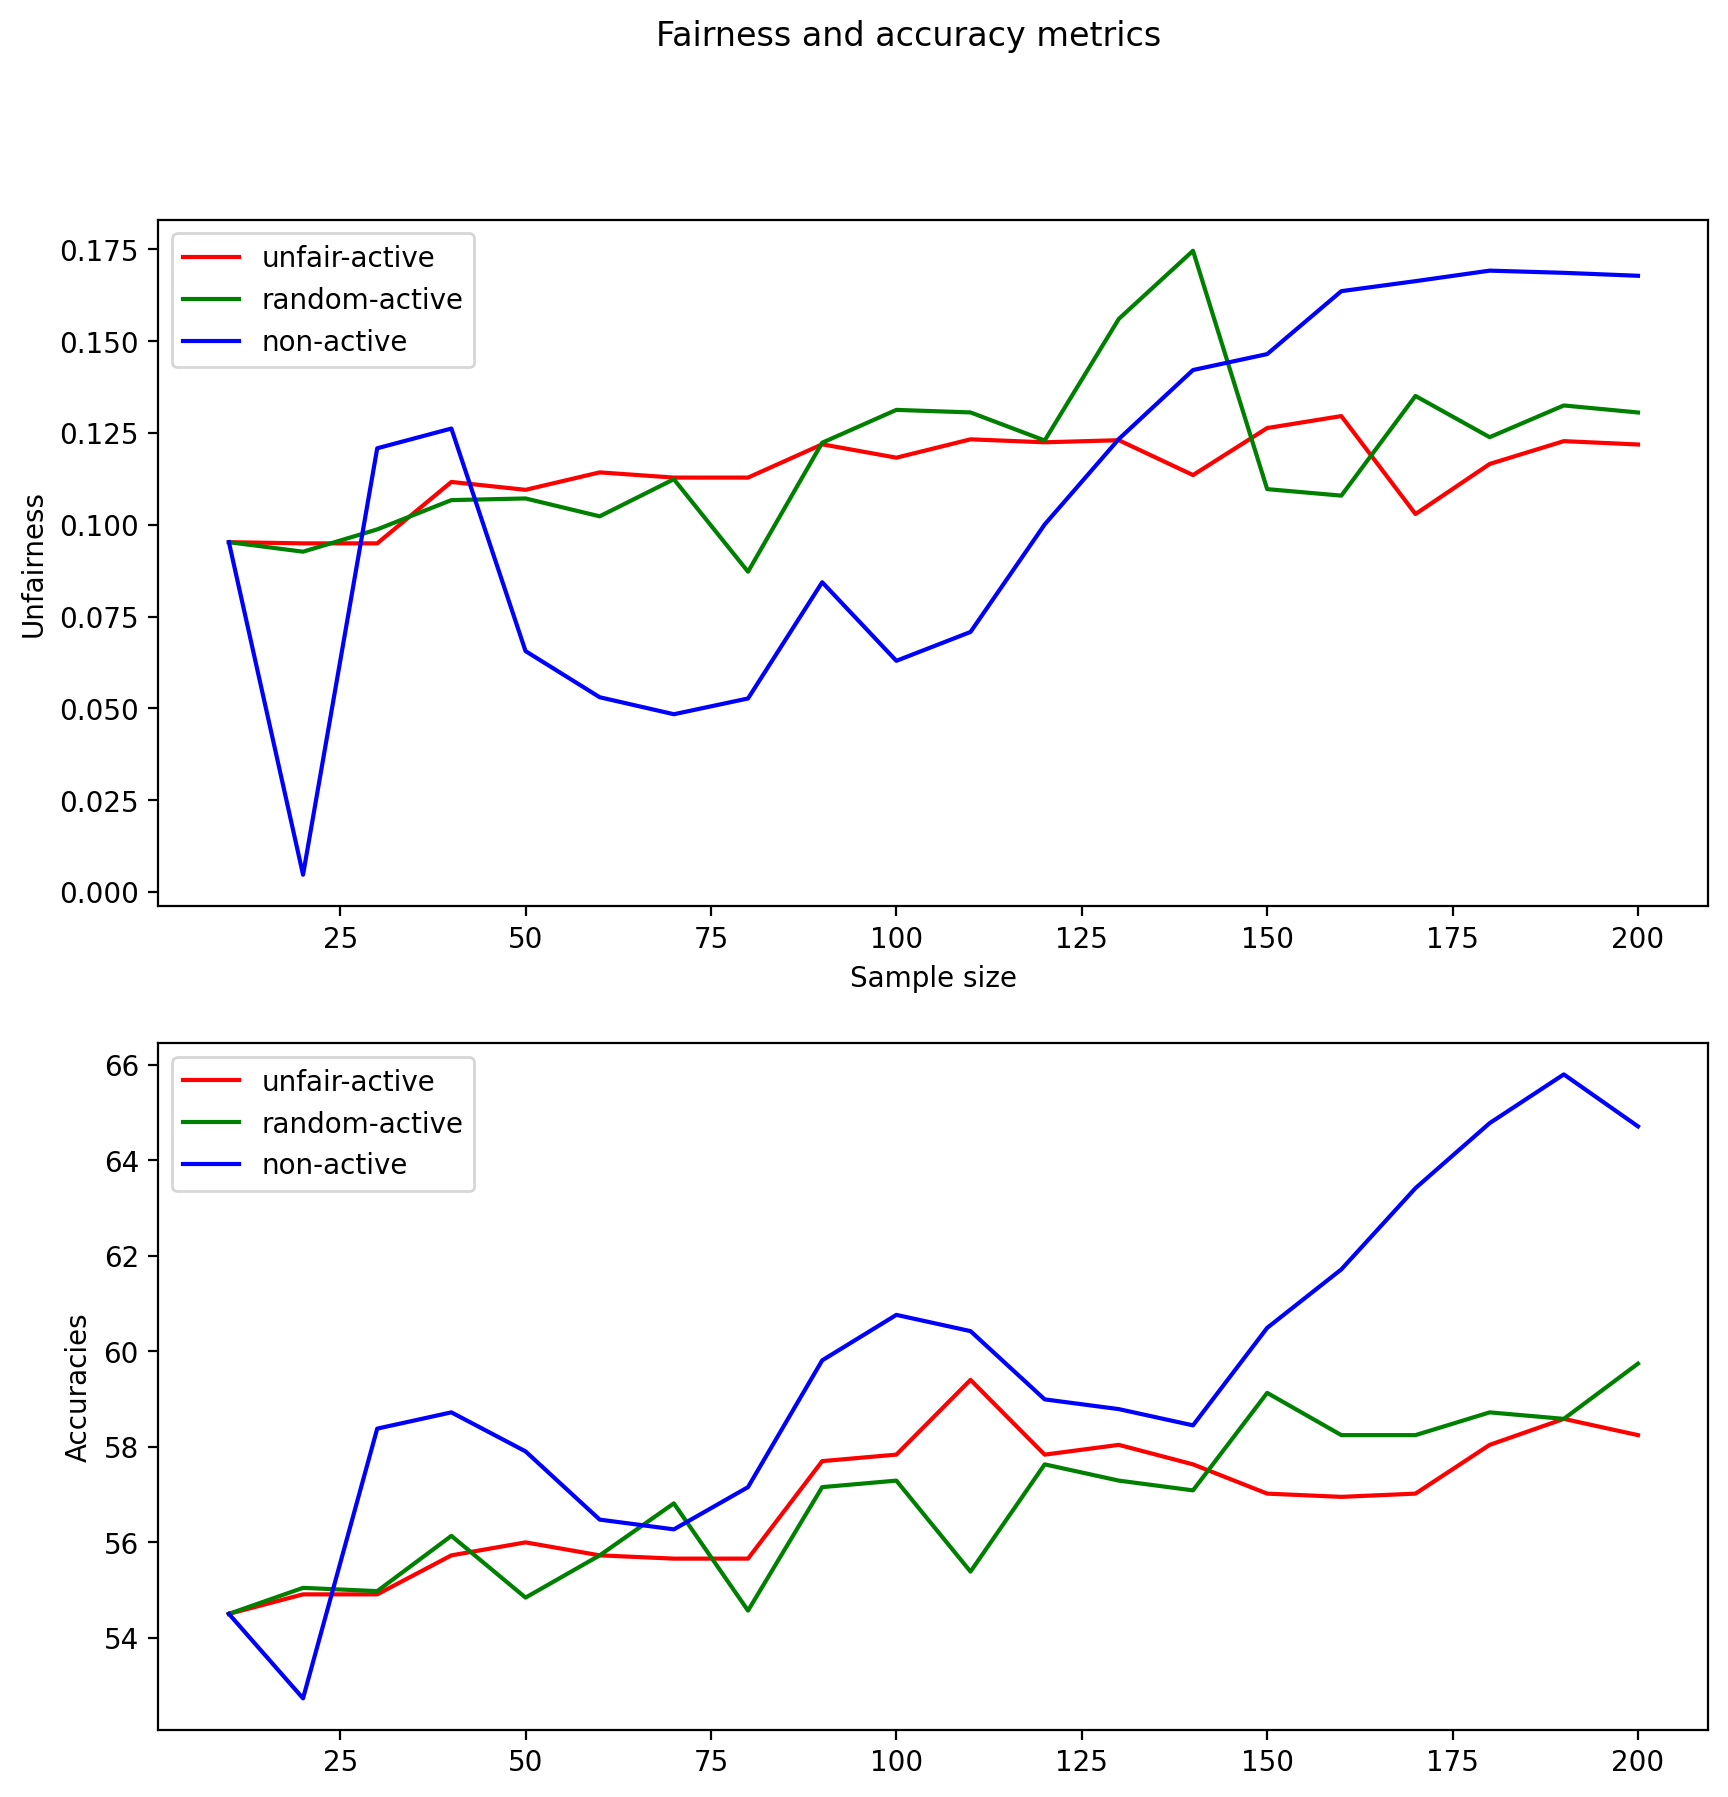 Fairness and accuracy metrics
unfair-active
random-active
non-active
0.175
0.150
0.125
0.100
0.075
0.050
0.025
0.000
Unfairness
25 50 75 100 125 150 175 200
Sample size
unfair-active
random-active
non-active
66
64
62
60
58
56
54
Accuracies
25 50 75 100 125 150 175 200